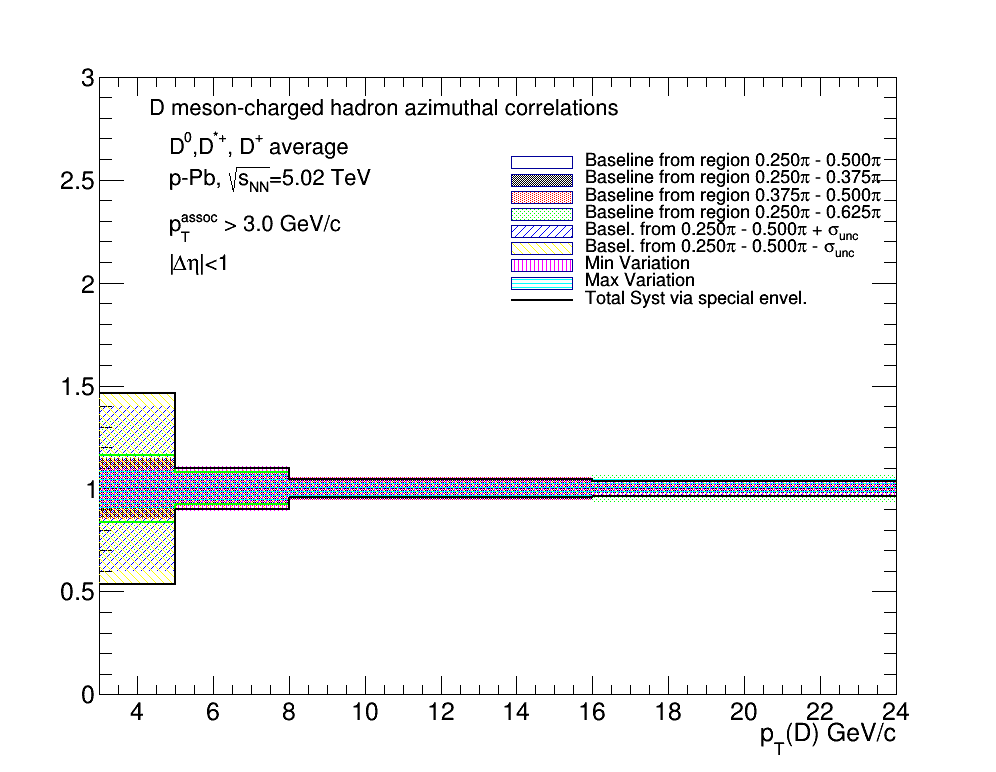 D meson-charged hadron azimuthal correlations
D0,D*+, D+ average
p-Pb, √sNN=5.02 TeV
pTassoc > 3.0 GeV/c
|Δη|<1
Baseline from region 0.250π - 0.500π
Baseline from region 0.250π - 0.375π
Baseline from region 0.375π - 0.500π
Baseline from region 0.250π - 0.625π
Basel. from 0.250π - 0.500π + σunc
Basel. from 0.250π - 0.500π - σunc
Min Variation
Max Variation
Total Syst via special envel.
3
2.5
2
1.5
1
0.5
0
4 6 8 10 12 14 16 18 20 22 24
pT(D) GeV/c